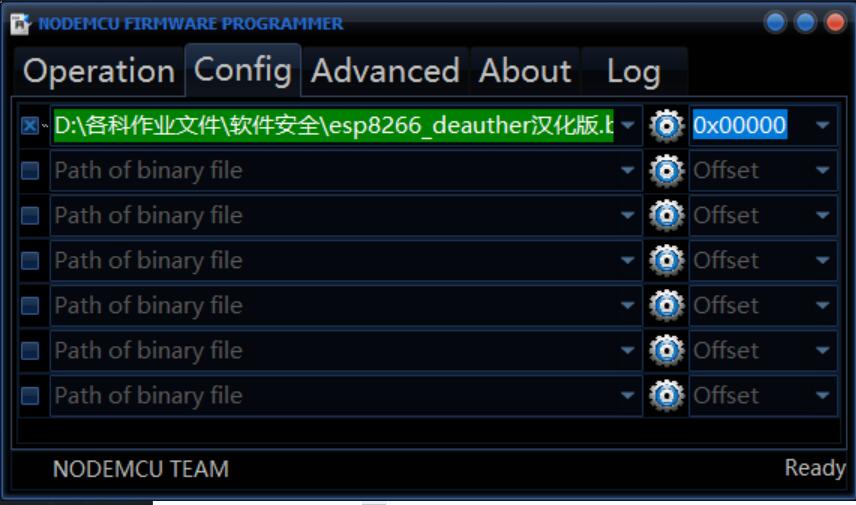 NODEMCU FIRMWARE PROGRAMMER
Operation Config Advanced About Log
D:\各科作业文件\软件安全\esp8266_deauther汉化版.b 0x00000
Path of binary file Offset
Path of binary file Offset
Path of binary file Offset
Path of binary file Offset
Path of binary file Offset
Path of binary file Offset
NODEMCU TEAM Ready